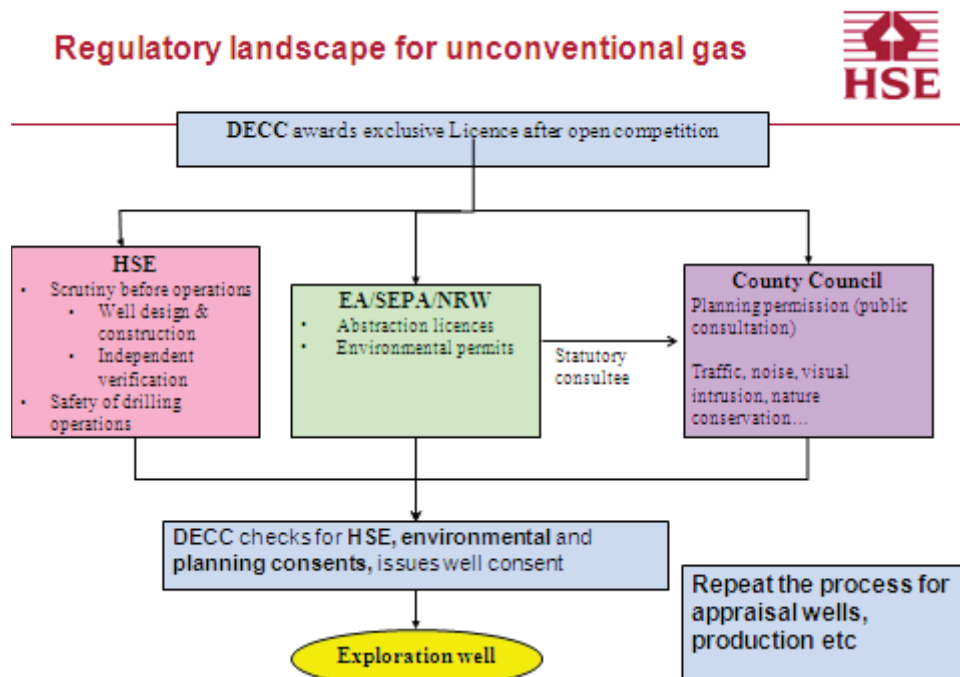 Regulatory landscape for unconventional gas
HSE
DECC awards exclusive Licence after open competition
HSE
• Scrutiny before operations
• Well design &
construction
• Independent
verification
• Safety of drilling
operations
EA/SEPA/NRW
• Abstraction licences
• Environmental permits
Statutory
consultee
County Council
Planning permission (public
consultation)
Traffic, noise, visual
intrusion, nature
conservation...
DECC checks for HSE, environmental and
planning consents, issues well consent
Repeat the process for
appraisal wells,
production etc
Exploration well